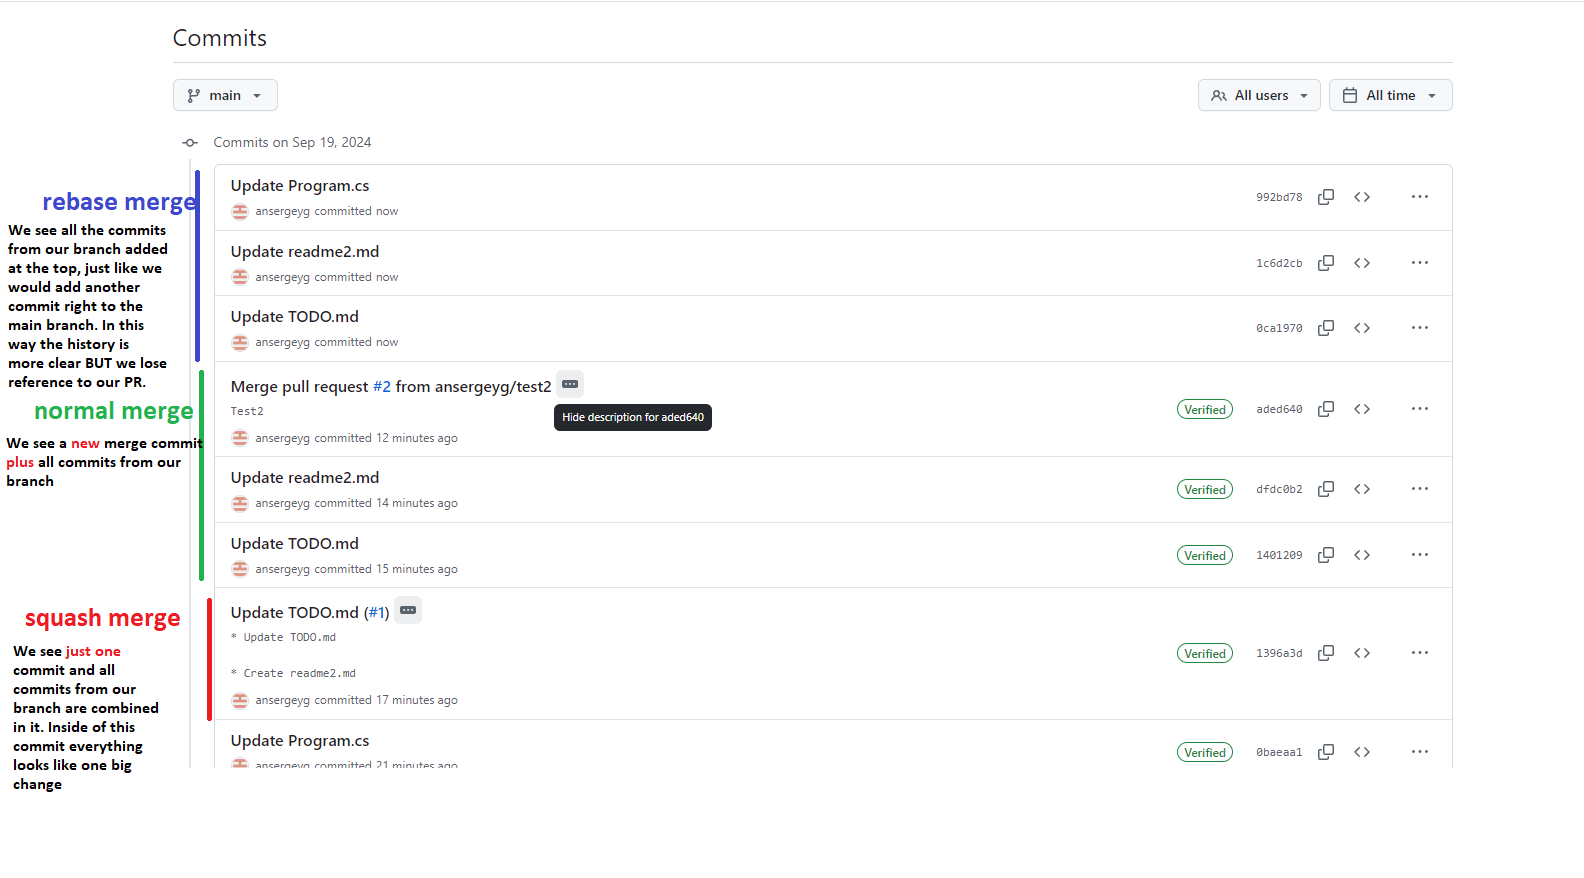 Commits
main
All users
All time
Commits on Sep 19, 2024
rebase merge
We see all the commits
from our branch added
at the top, just like we
would add another
commit right to the
main branch. In this
way the history is
more clear BUT we lose
reference to our PR.
Update Program.cs
ansergeyg committed now
992bd78
Update readme2.md
ansergeyg committed now
1c6d2cb
Update TODO.md
ansergeyg committed now
0ca1970
normal merge
We see a new merge commit
plus all commits from our
branch
Merge pull request #2 from ansergeyg/test2
Hide description for aded640
Test2
ansergeyg committed 12 minutes ago
Verified
aded640
Update readme2.md
ansergeyg committed 14 minutes ago
Verified
dfdc0b2
Update TODO.md
ansergeyg committed 15 minutes ago
Verified
1401209
squash merge
We see just one
commit and all
commits from our
branch are combined
in it. Inside of this
commit everything
looks like one big
change
Update TODO.md (#1)
* Update TODO.md
* Create readme2.md
ansergeyg committed 17 minutes ago
Verified
1396a3d
Update Program.cs
ansergeyg committed 21 minutes ago
Verified
0baeaa1